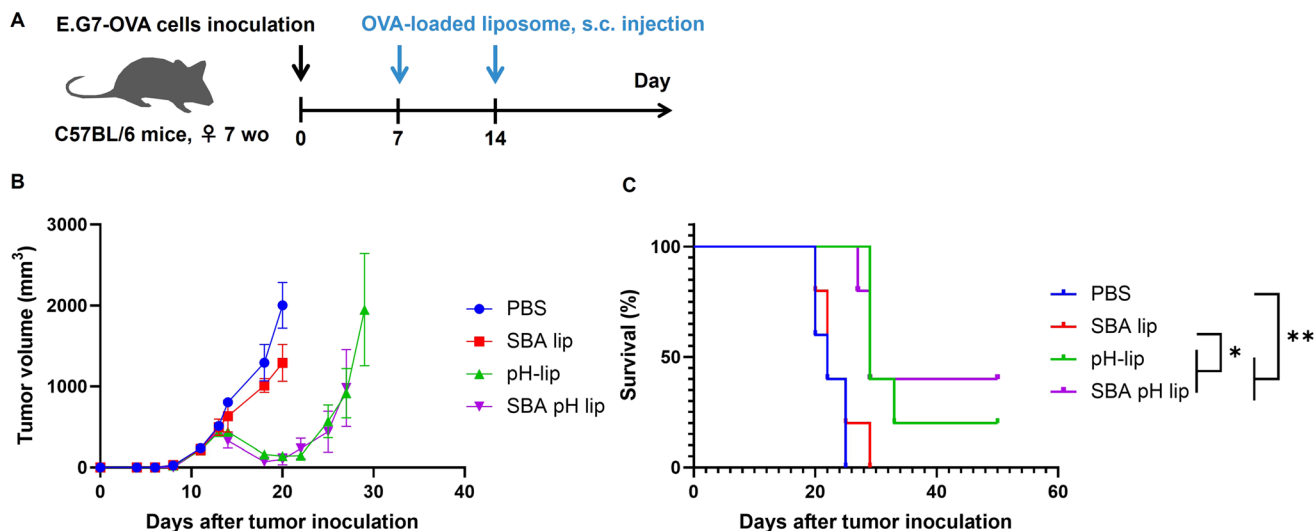 A
E.G7-OVA cells inoculation
OVA-loaded liposome, s.c. injection
Day
C57BL/6 mice, ♀ 7 wo
0
7
14
B
Tumor volume (mm³)
3000
2000
1000
0
0 10 20 30 40
Days after tumor inoculation
PBS
SBA lip
pH-lip
SBA pH lip
C
Survival (%)
100
50
0
0 20 40 60
Days after tumor inoculation
PBS
SBA lip
pH-lip
SBA pH lip
*
**